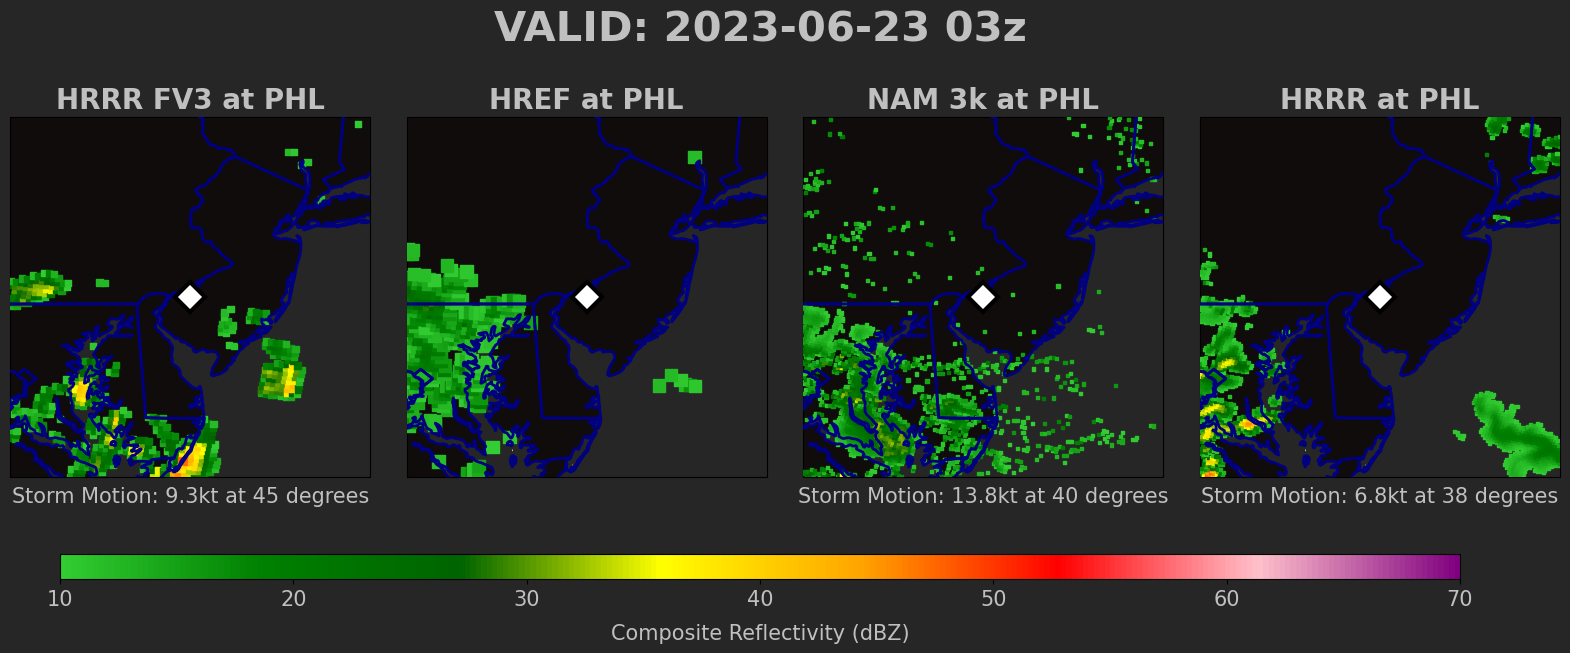 VALID: 2023-06-23 03z
HRRR FV3 at PHL
HREF at PHL
NAM 3k at PHL
HRRR at PHL
Storm Motion: 9.3kt at 45 degrees
Storm Motion: 13.8kt at 40 degrees
Storm Motion: 6.8kt at 38 degrees
10 20 30 40 50 60 70
Composite Reflectivity (dBZ)